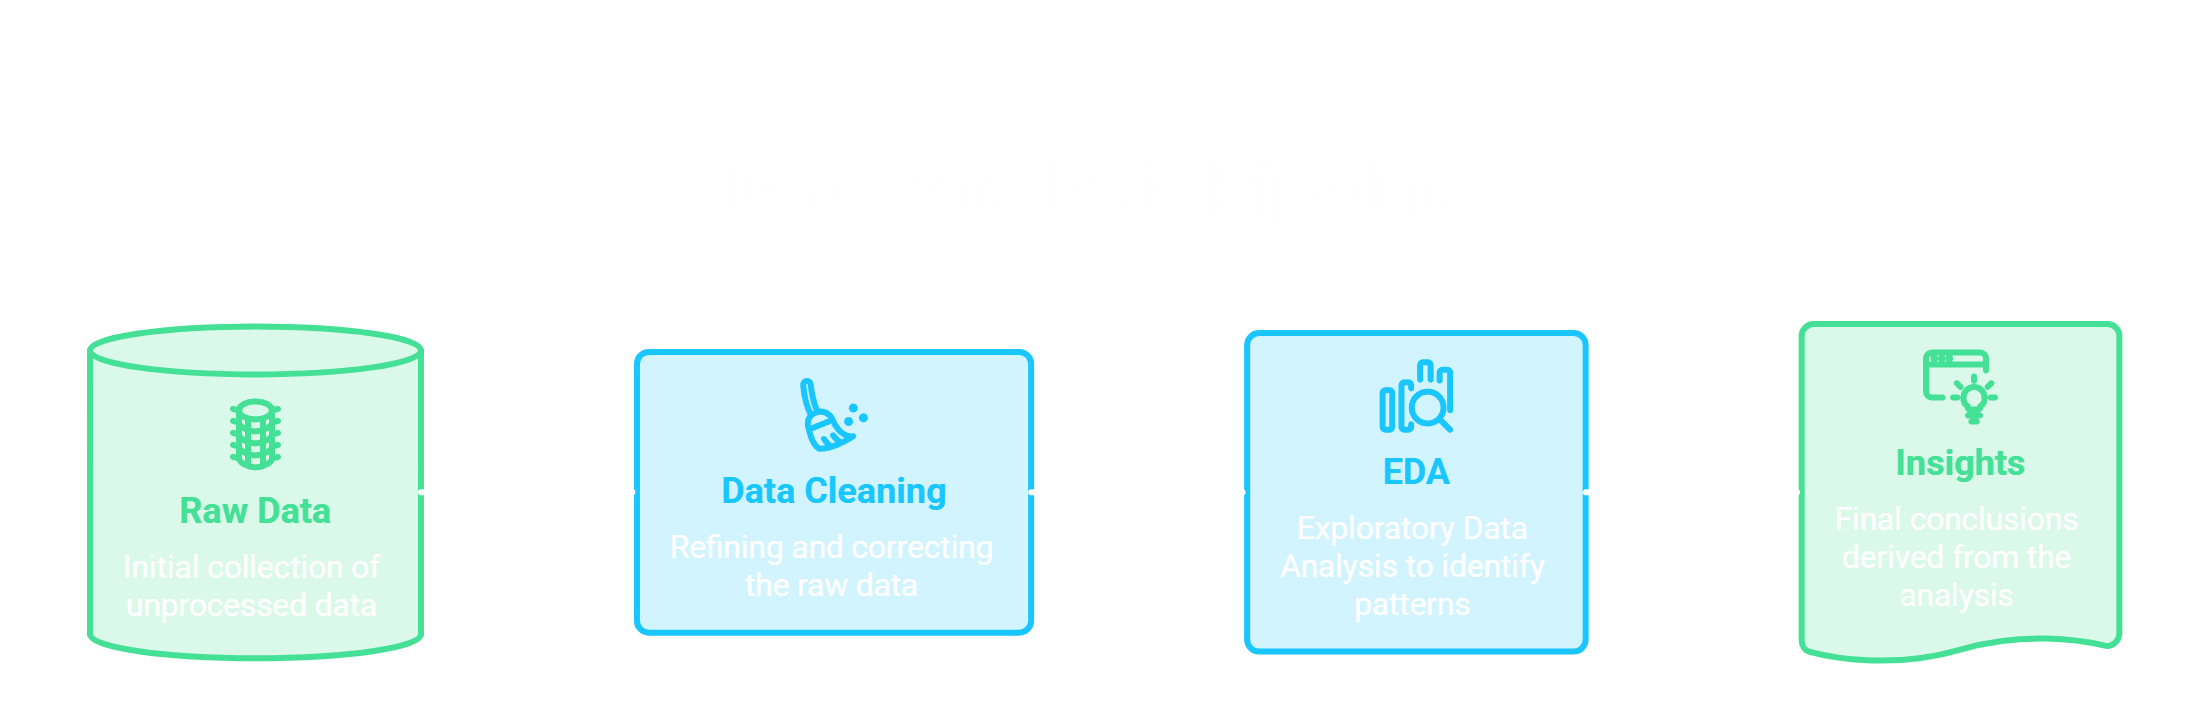 Raw Data
Initial collection of
unprocessed data
Data Cleaning
Refining and correcting
the raw data
EDA
Exploratory Data
Analysis to identify
patterns
Insights
Final conclusions
derived from the
analysis